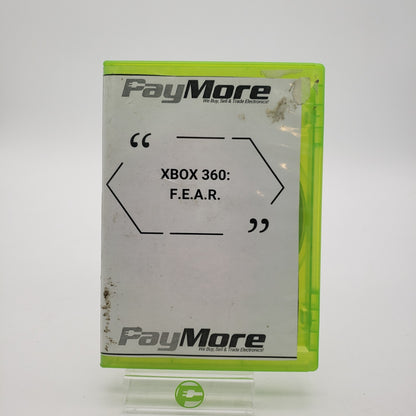 PayMore
We Buy, Sell & Trade Electronics!
“
XBOX 360:
F.E.A.R.
”
PayMore
We Buy, Sell & Trade Electronics!